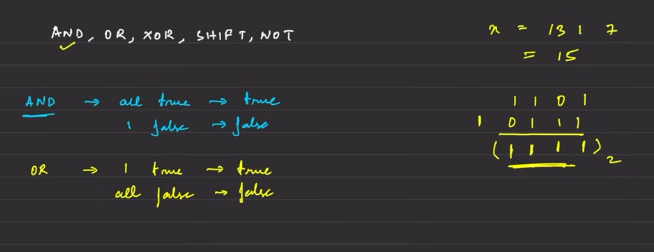 AND, OR, XOR, SHIFT, NOT
AND → all true → true
1 false → false
OR → 1 true → true
all false → false
x = 13 | 7
= 15
1 1 0 1
| 0 1 1 1
(1 1 1 1)2